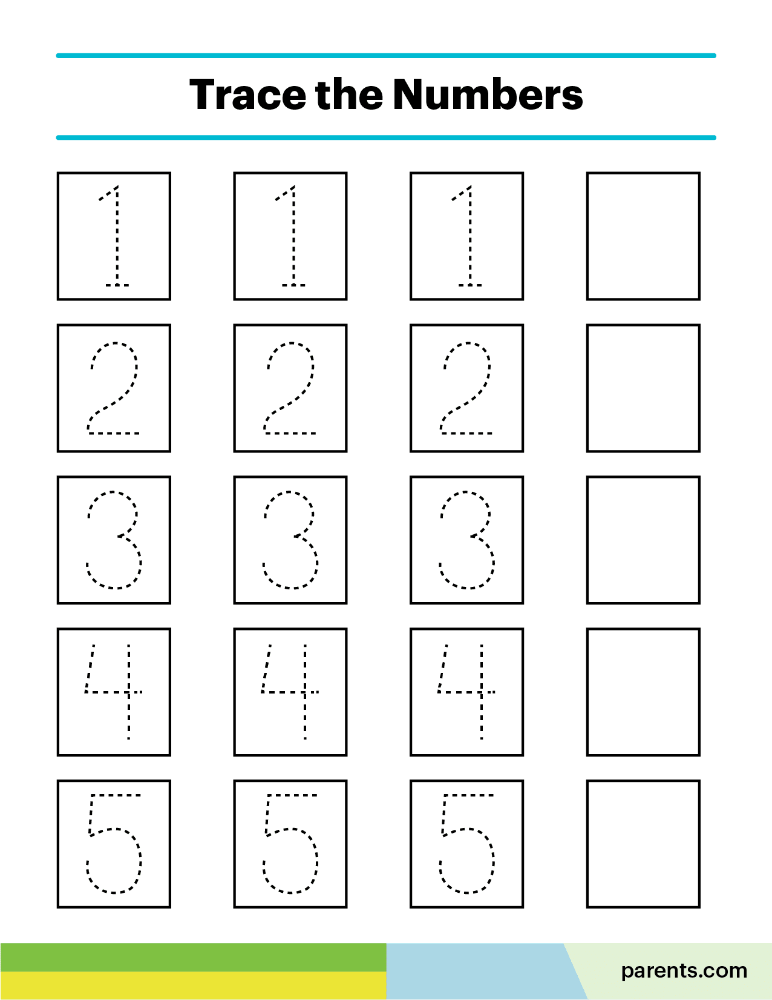 Trace the Numbers
1 1 1
2 2 2
3 3 3
4 4 4
5 5 5
parents.com